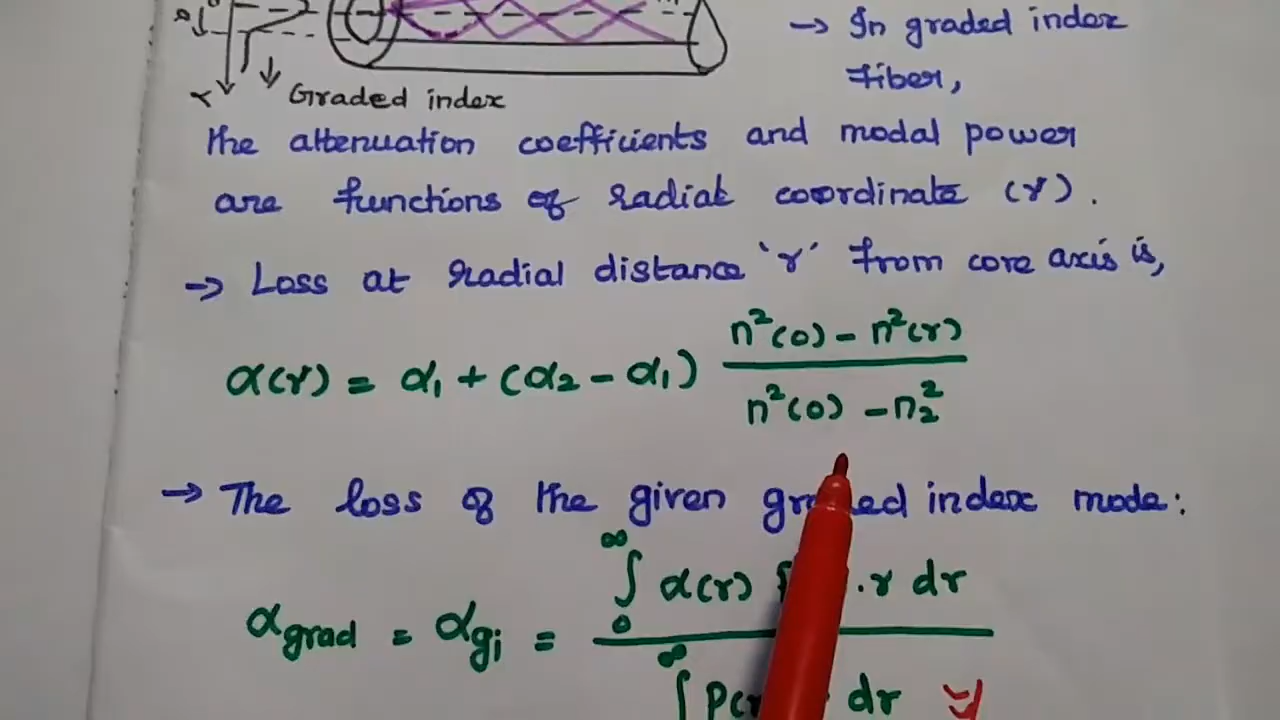 → In graded index
fiber,
r
Graded index
the attenuation coefficients and modal power
are functions of radial coordinate (r).
→ Loss at radial distance 'r' from core axis is,
α(r) = α₁ + (α₂ - α₁) n²(0) - n²(r) / n²(0) - n₂²
→ The loss of the given graded index mode:
αgrad = αgi = ∫₀^∞ α(r) . r dr / ∫^∞ P( dr